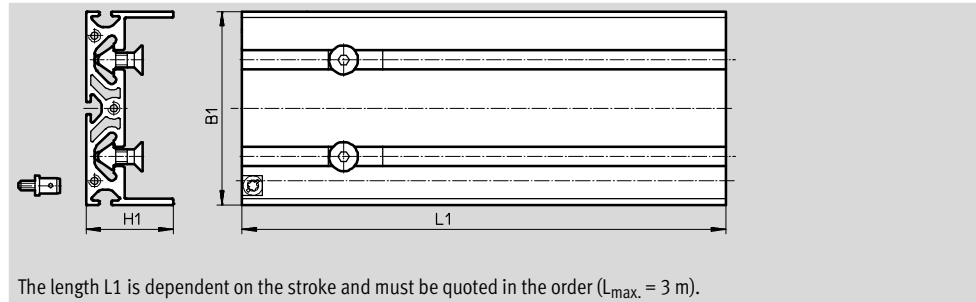 B1
H1
L1
The length L1 is dependent on the stroke and must be quoted in the order (Lmax. = 3 m).